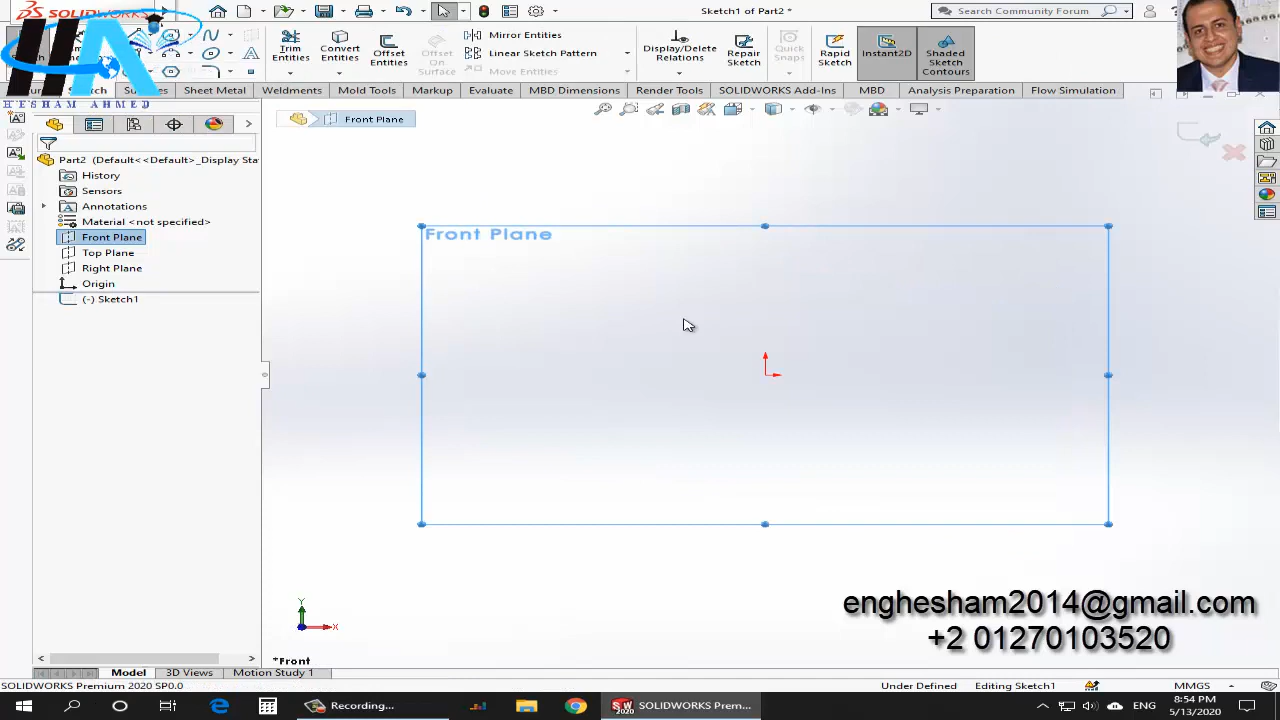 SOLIDWORKS
Sketch1 of Part2 *
Search Community Forum
Trim Entities
Convert Entities
Offset Entities
Offset On Surface
Mirror Entities
Linear Sketch Pattern
Move Entities
Display/Delete Relations
Repair Sketch
Quick Snaps
Rapid Sketch
Instant2D
Shaded Sketch Contours
HESHAM AHMED
Sheet Metal
Weldments
Mold Tools
Markup
Evaluate
MBD Dimensions
Render Tools
SOLIDWORKS Add-Ins
MBD
Analysis Preparation
Flow Simulation
Front Plane
Part2 (Default<<Default>_Display Sta
History
Sensors
Annotations
Material <not specified>
Front Plane
Top Plane
Right Plane
Origin
(-) Sketch1
Front Plane
enghesham2014@gmail.com
+2 01270103520
Y
X
*Front
Model
3D Views
Motion Study 1
SOLIDWORKS Premium 2020 SP0.0
Under Defined
Editing Sketch1
MMGS
Recording...
SW 2020
SOLIDWORKS Prem...
ENG
8:54 PM
5/13/2020